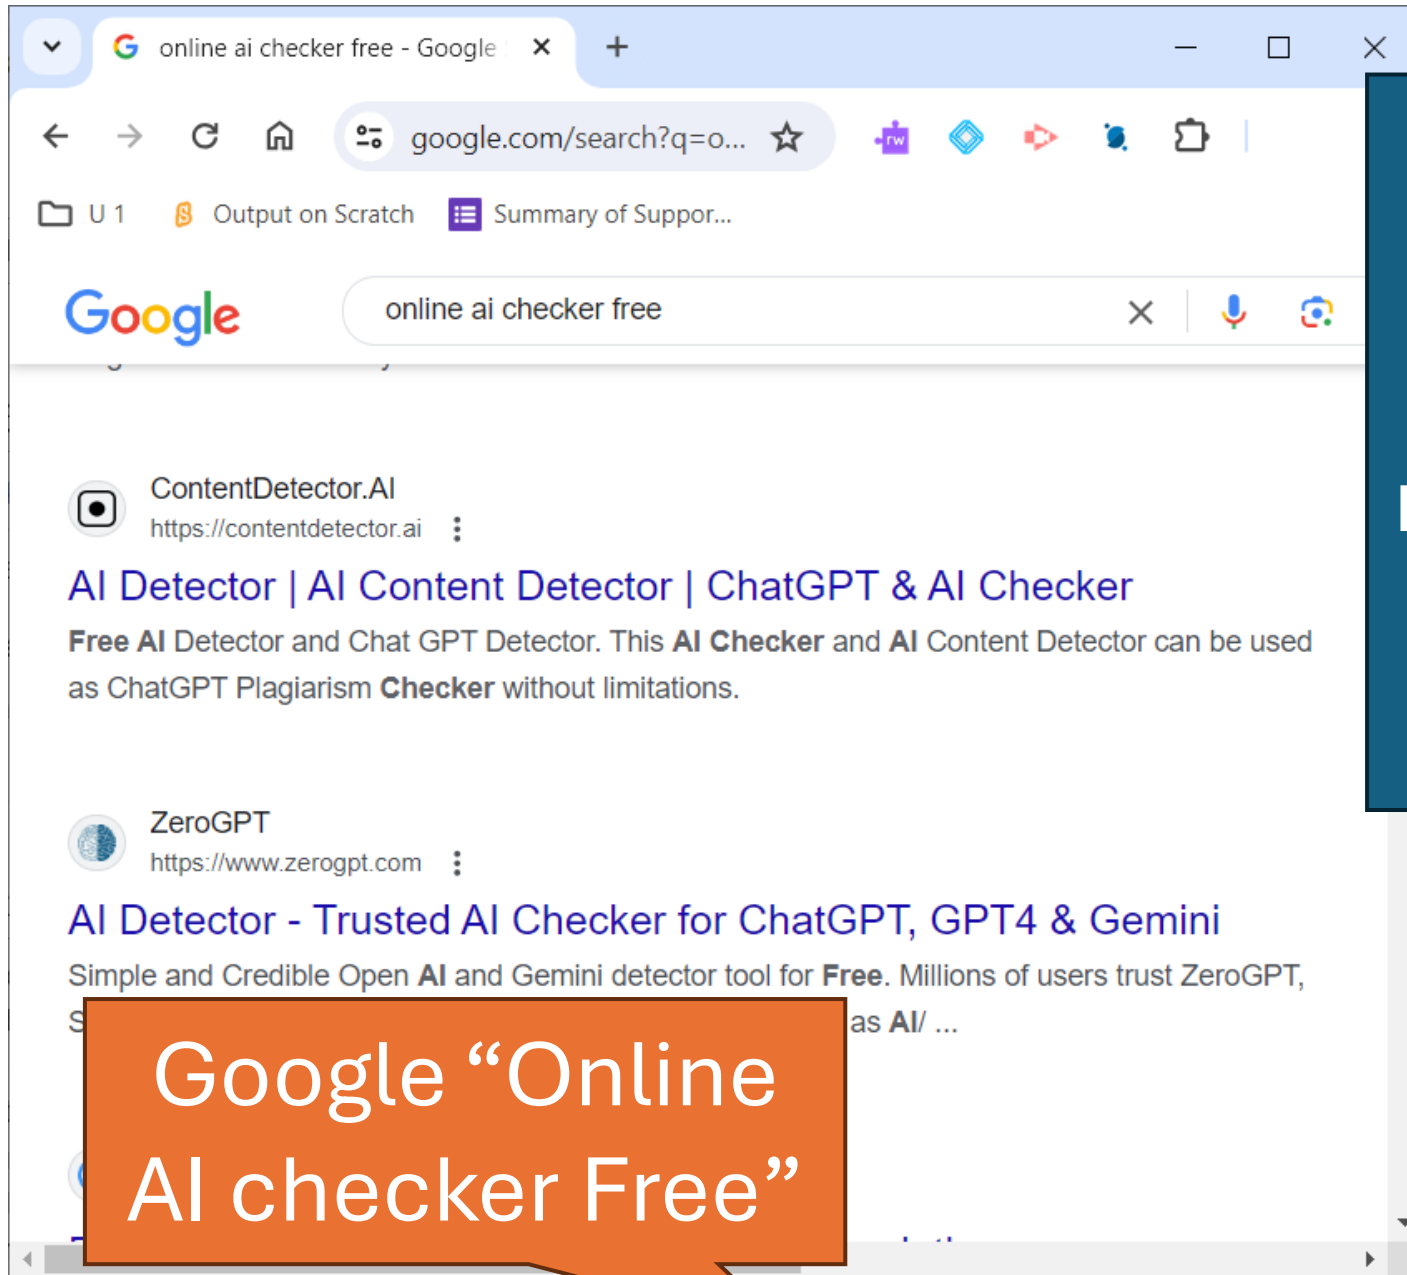 online ai checker free - Google
google.com/search?q=o...
rw
U 1 Output on Scratch Summary of Suppor...
Google online ai checker free
ContentDetector.AI
https://contentdetector.ai
AI Detector | AI Content Detector | ChatGPT & AI Checker
Free AI Detector and Chat GPT Detector. This AI Checker and AI Content Detector can be used
as ChatGPT Plagiarism Checker without limitations.
ZeroGPT
https://www.zerogpt.com
AI Detector - Trusted AI Checker for ChatGPT, GPT4 & Gemini
Simple and Credible Open AI and Gemini detector tool for Free. Millions of users trust ZeroGPT,
as AI/ ...
Google “Online
AI checker Free”